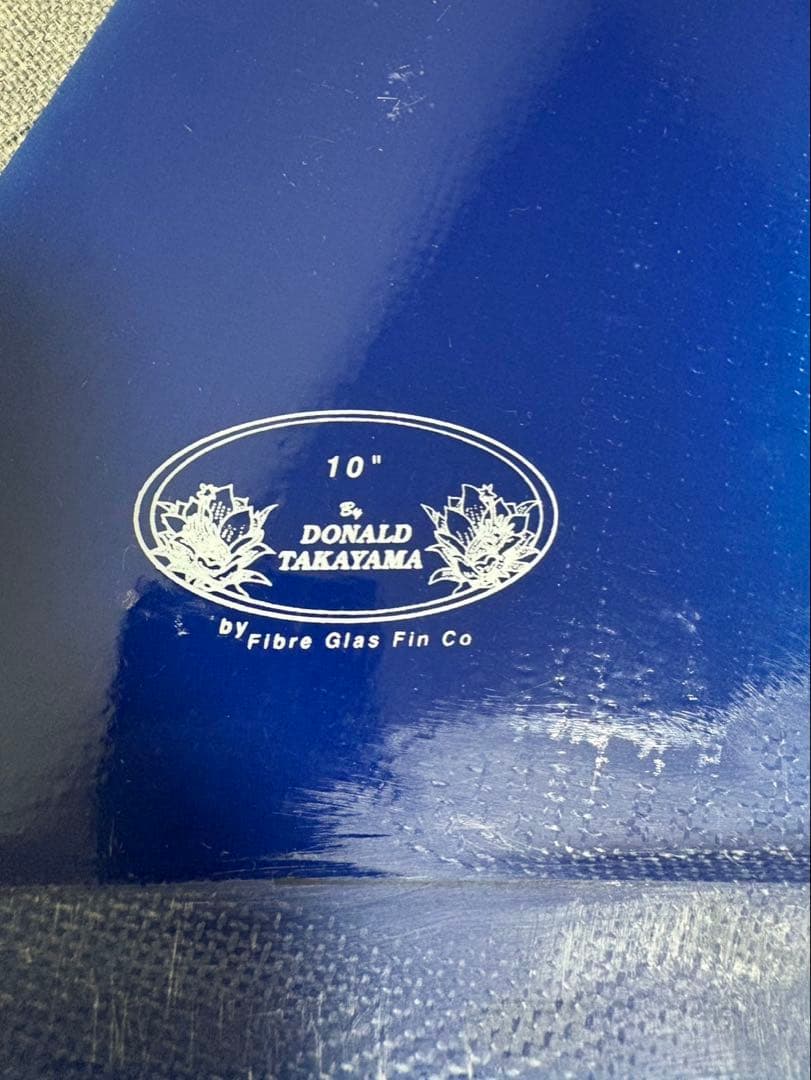 10"
By
DONALD
TAKAYAMA
by Fibre Glas Fin Co